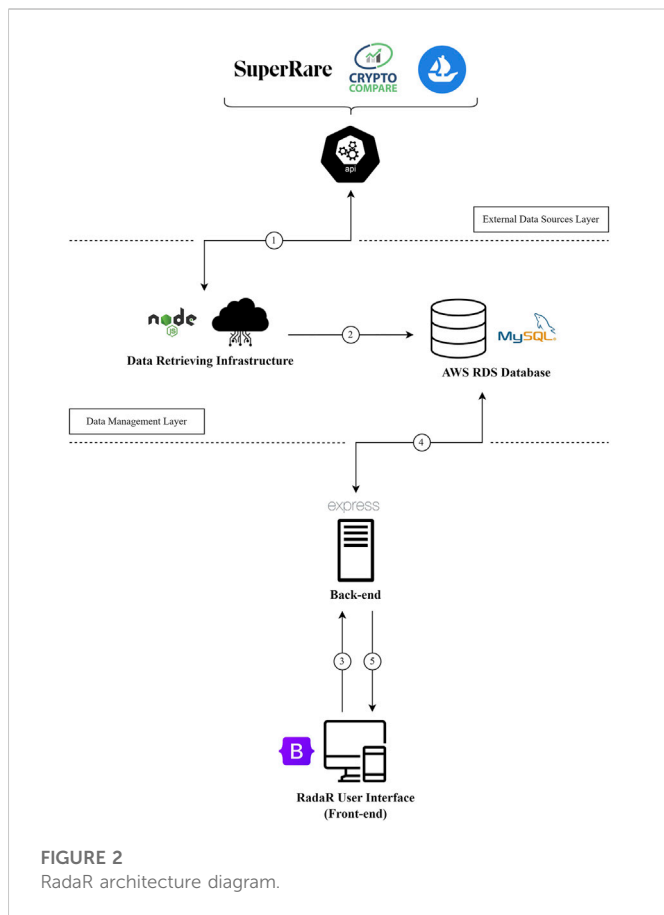 SuperRare
CRYPTO
COMPARE
api
External Data Sources Layer
1
node
JS
Data Retrieving Infrastructure
2
MySQL®
AWS RDS Database
Data Management Layer
4
express
Back-end
3
5
B
RadaR User Interface
(Front-end)
FIGURE 2
RadaR architecture diagram.